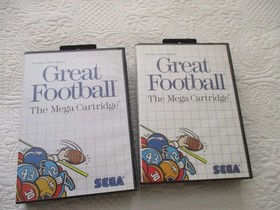 Great
Football
The Mega Cartridge
SEGA
Great
Football
The Mega Cartridge
SEGA